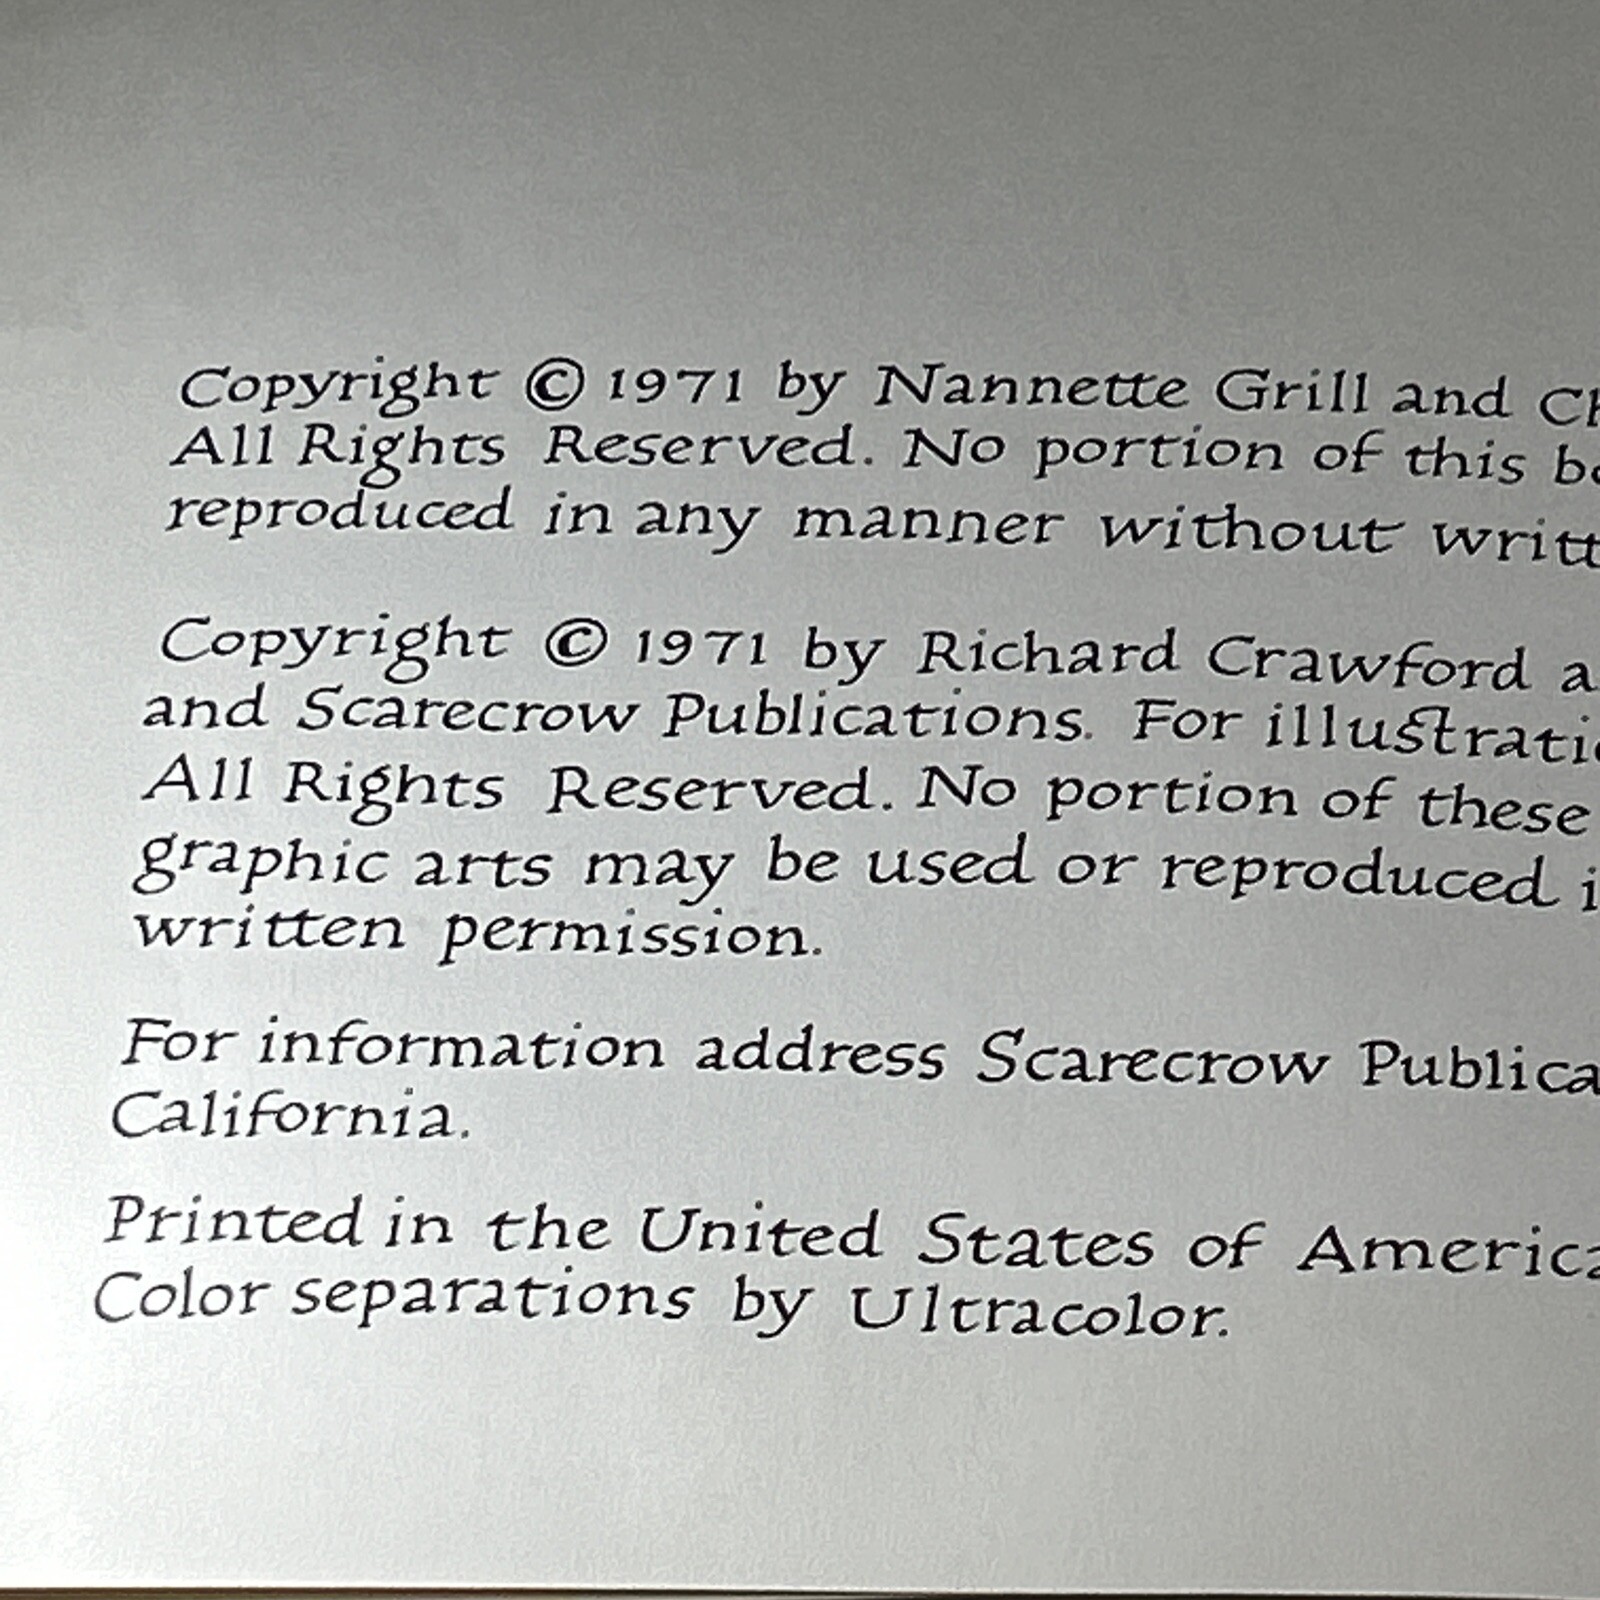 Copyright © 1971 by Nannette Grill and
All Rights Reserved. No portion of this
reproduced in any manner without
Copyright © 1971 by Richard Crawford
and Scarecrow Publications. For
All Rights Reserved. No portion of these
graphic arts may be used or reproduced
written permission.
For information address Scarecrow
California.
Printed in the United States of
Color separations by Ultracolor.